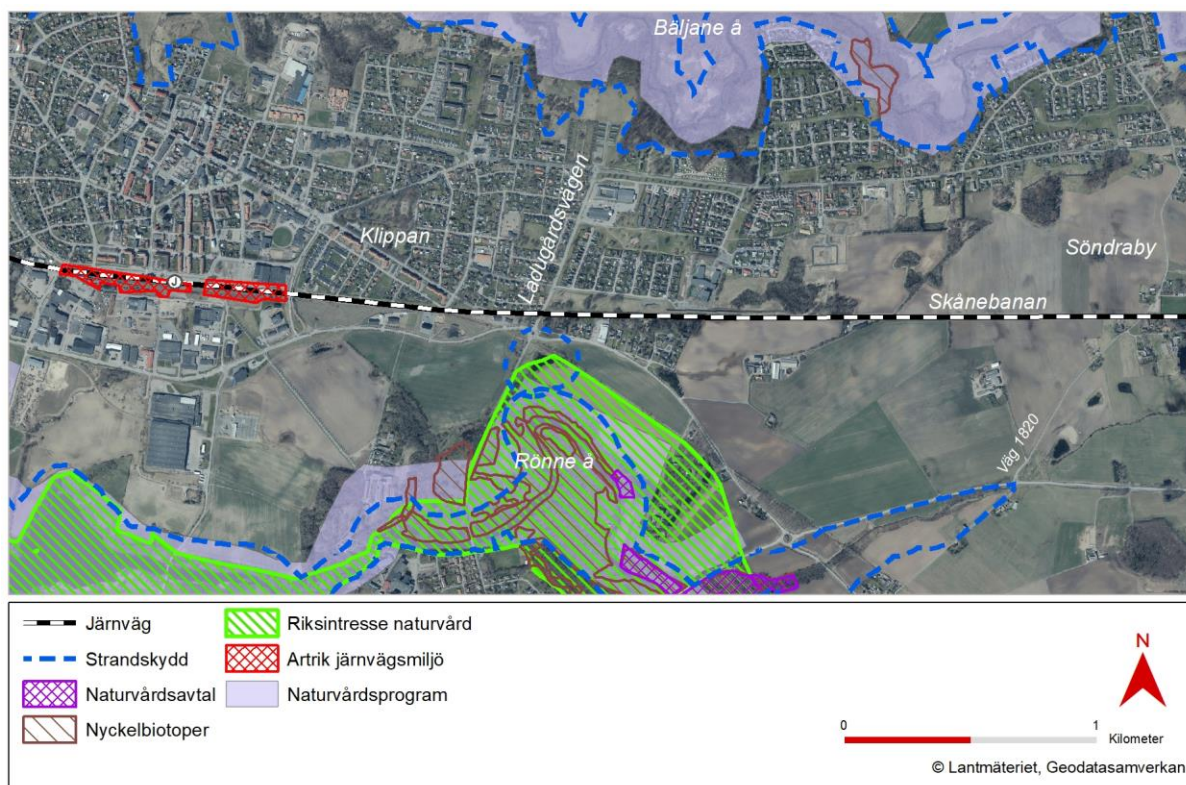 Bäljane å
Ladugårdsvägen
Klippan
Söndraby
J
Skånebanan
Rönne å
Väg 1820
Järnväg
Strandskydd
Naturvårdsavtal
Nyckelbiotoper
Riksintresse naturvård
Artrik järnvägsmiljö
Naturvårdsprogram
N
0 1
Kilometer
© Lantmäteriet, Geodatasamverkan